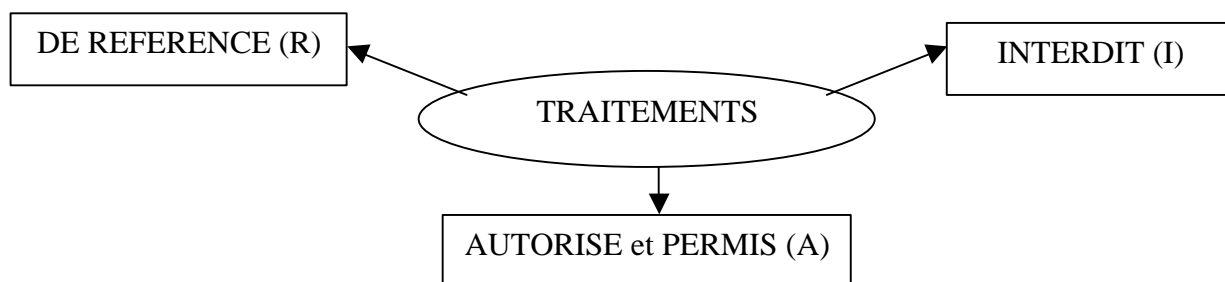 DE REFERENCE (R)
INTERDIT (I)
TRAITEMENTS
AUTORISE et PERMIS (A)